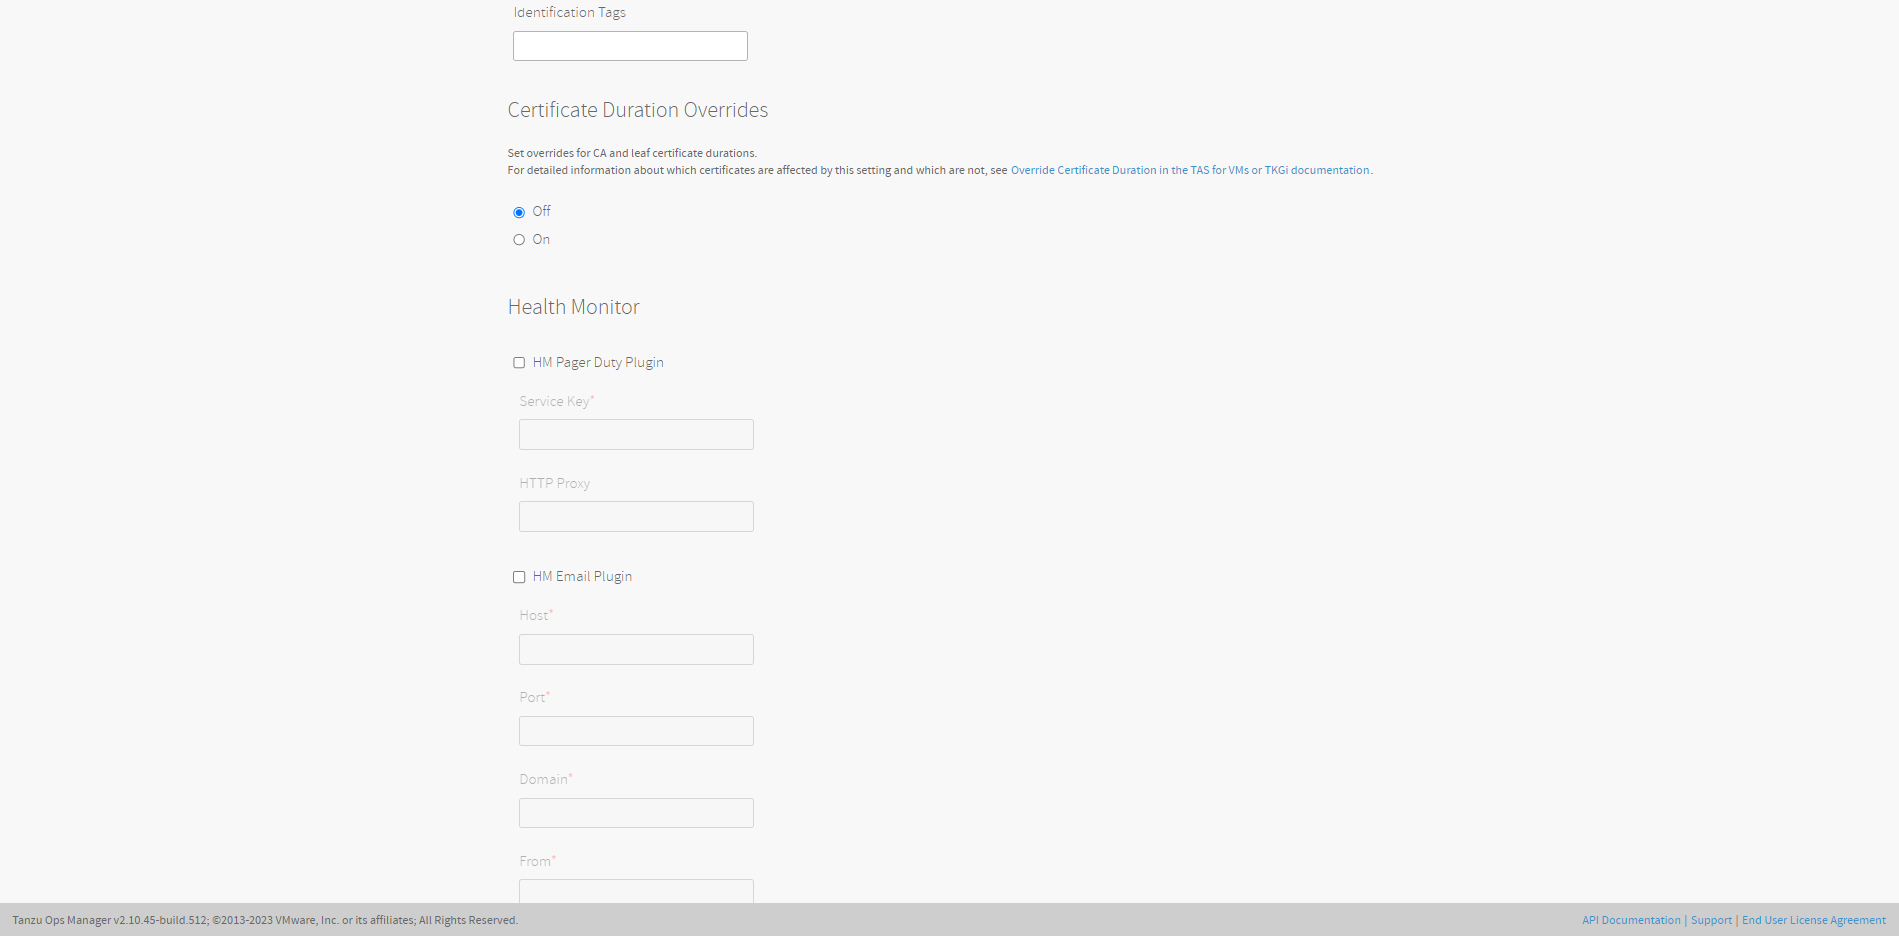 Identification Tags
Certificate Duration Overrides
Set overrides for CA and leaf certificate durations.
For detailed information about which certificates are affected by this setting and which are not, see Override Certificate Duration in the TAS for VMs or TKGi documentation.
Off
On
Health Monitor
HM Pager Duty Plugin
Service Key*
HTTP Proxy
HM Email Plugin
Host*
Port*
Domain*
From*
Tanzu Ops Manager v2.10.45-build.512; ©2013-2023 VMware, Inc. or its affiliates; All Rights Reserved.
API Documentation | Support | End User License Agreement